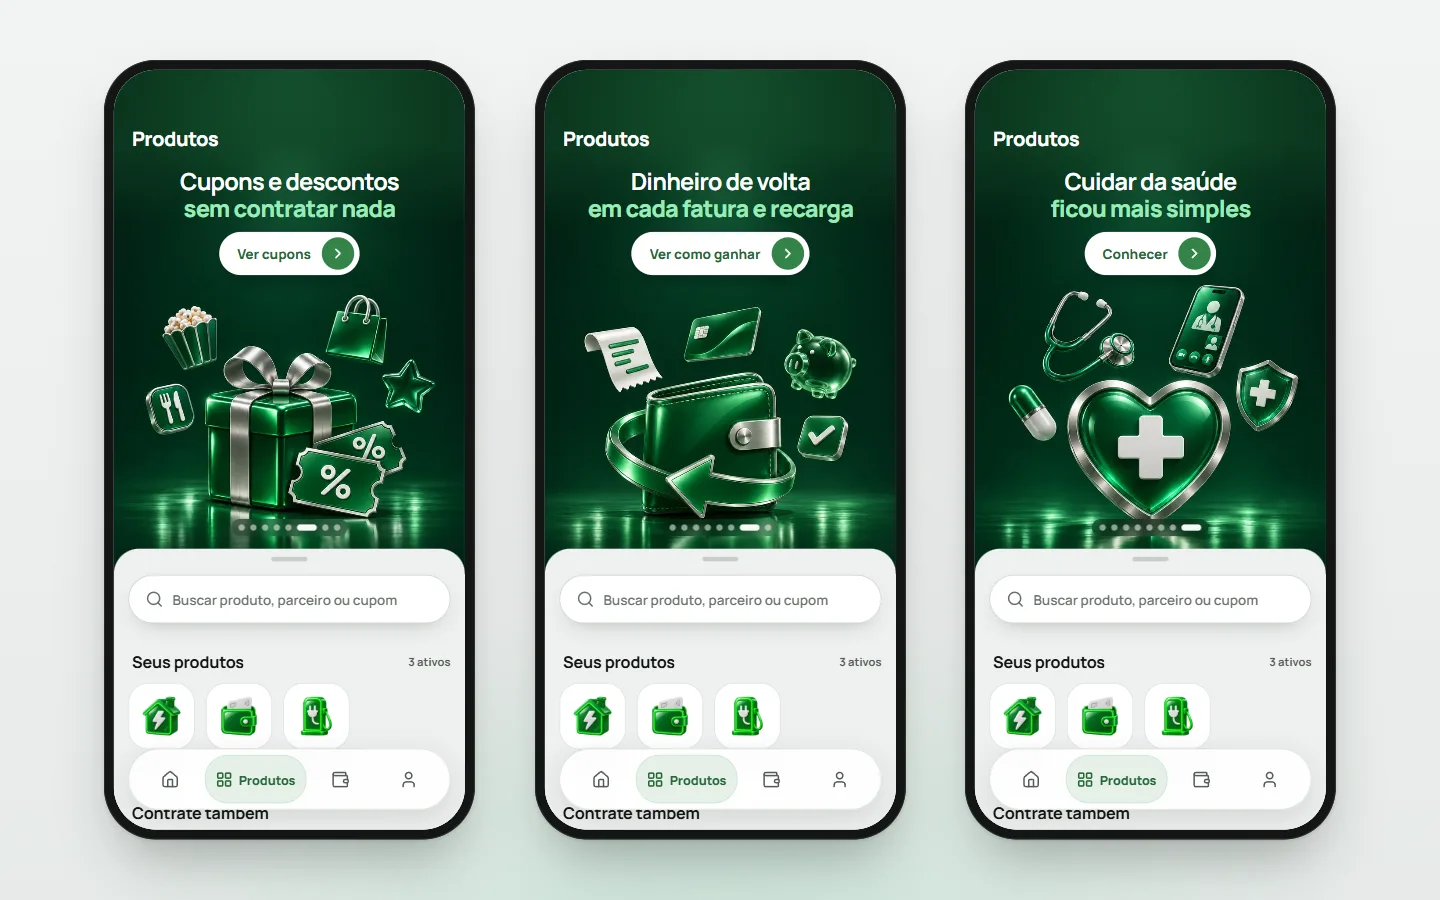 Produtos
Cupons e descontos
sem contratar nada
Ver cupons
%
%
Buscar produto, parceiro ou cupom
Seus produtos
3 ativos
Produtos
Contrate também
Produtos
Dinheiro de volta
em cada fatura e recarga
Ver como ganhar
Buscar produto, parceiro ou cupom
Seus produtos
3 ativos
Produtos
Contrate também
Produtos
Cuidar da saúde
ficou mais simples
Conhecer
Buscar produto, parceiro ou cupom
Seus produtos
3 ativos
Produtos
Contrate também